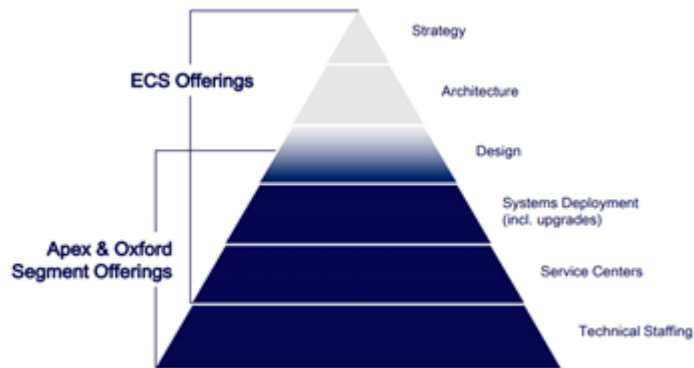 Strategy
ECS Offerings
Architecture
Design
Systems Deployment
(incl. upgrades)
Apex & Oxford
Segment Offerings
Service Centers
Technical Staffing